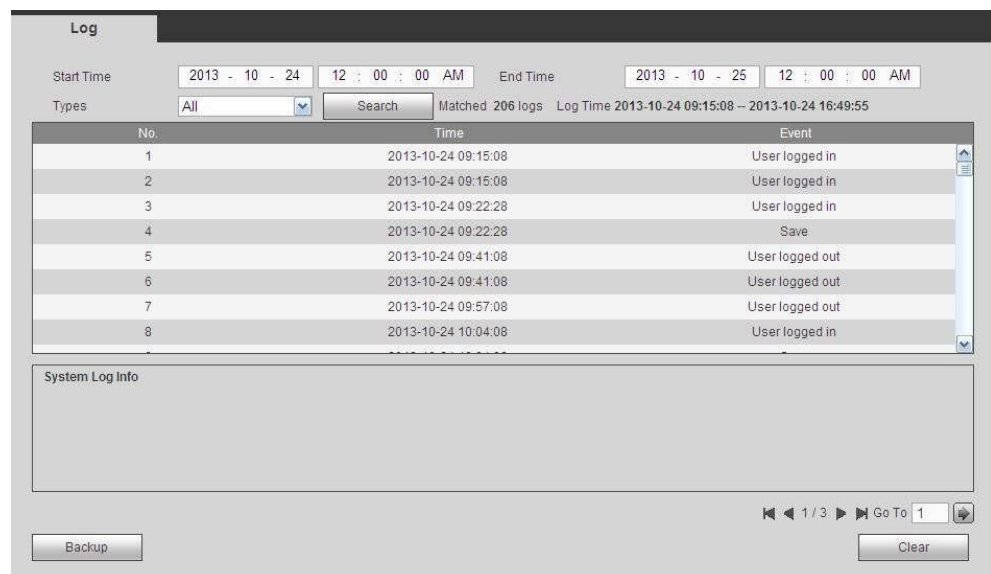 Log
Start Time 2013 - 10 - 24 12 : 00 : 00 AM End Time 2013 - 10 - 25 12 : 00 : 00 AM
Types All Search Matched 206 logs Log Time 2013-10-24 09:15:08 -- 2013-10-24 16:49:55
No. Time Event
1 2013-10-24 09:15:08 User logged in
2 2013-10-24 09:15:08 User logged in
3 2013-10-24 09:22:28 User logged in
4 2013-10-24 09:22:28 Save
5 2013-10-24 09:41:08 User logged out
6 2013-10-24 09:41:08 User logged out
7 2013-10-24 09:57:08 User logged out
8 2013-10-24 10:04:08 User logged in
System Log Info
1 / 3 Go To 1
Backup Clear